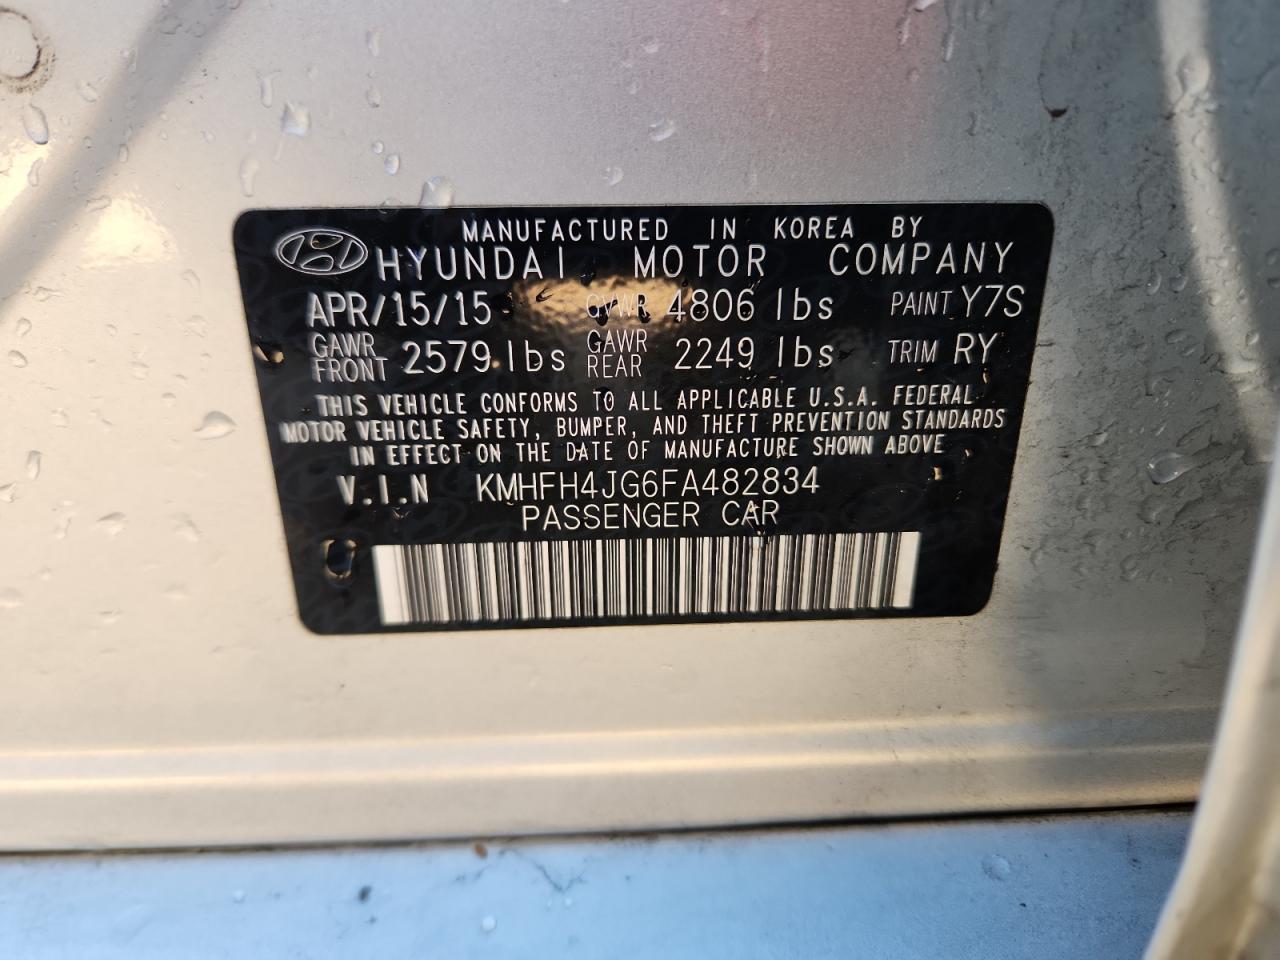 MANUFACTURED IN KOREA BY
HYUNDAI MOTOR COMPANY
APR/15/15 GVWR 4806 lbs PAINT Y7S
GAWR FRONT 2579 lbs GAWR REAR 2249 lbs TRIM RY
THIS VEHICLE CONFORMS TO ALL APPLICABLE U.S.A. FEDERAL
MOTOR VEHICLE SAFETY, BUMPER, AND THEFT PREVENTION STANDARDS
IN EFFECT ON THE DATE OF MANUFACTURE SHOWN ABOVE
V.I.N KMHFH4JG6FA482834
PASSENGER CAR